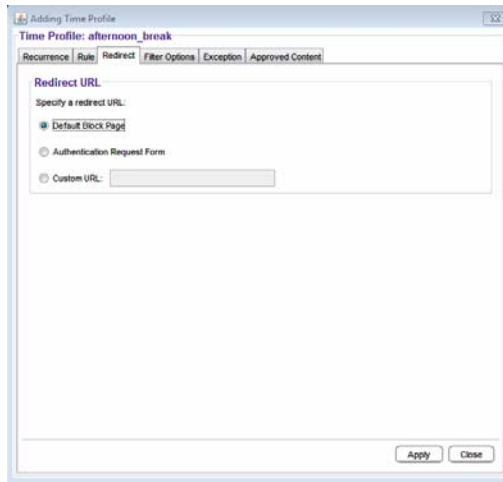 Adding Time Profile
Time Profile: afternoon_break
Recurrence Rule Redirect Filter Options Exception Approved Content
Redirect URL
Specify a redirect URL:
Default Block Page
Authentication Request Form
Custom URL:
Apply Close